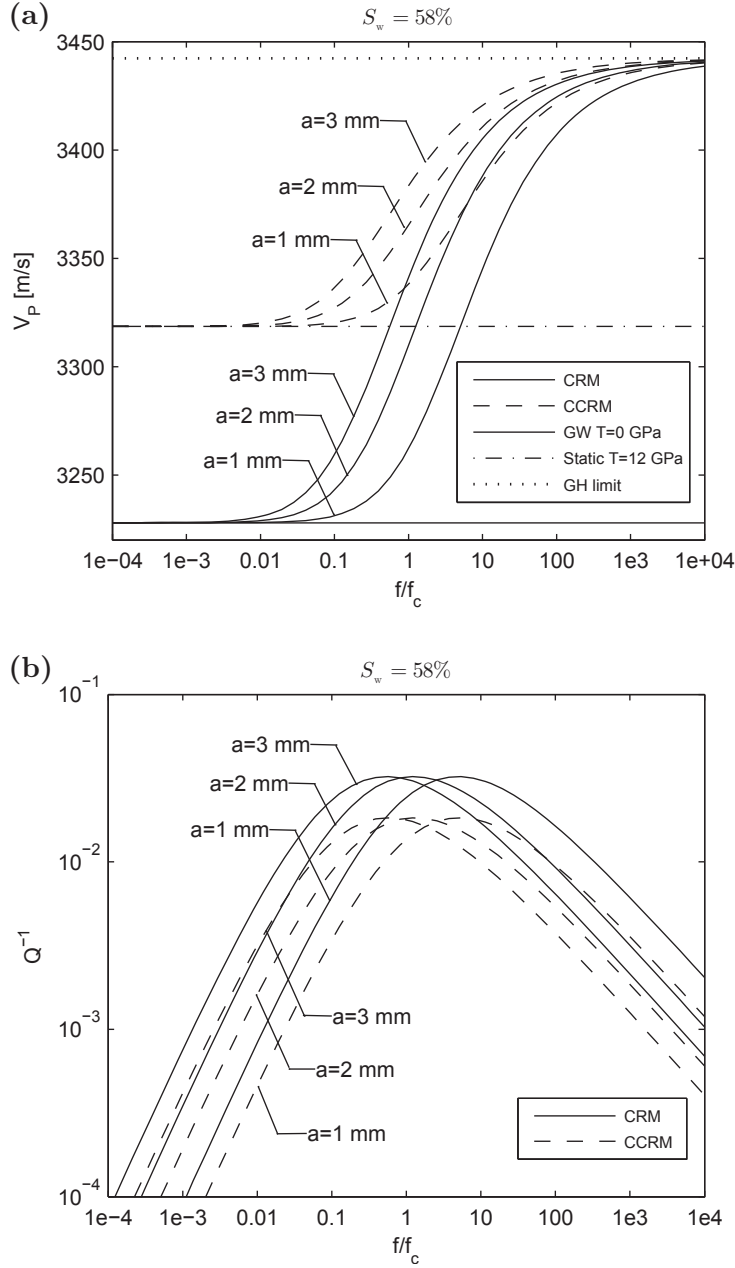 (a)
S_w = 58%
3450
3400
3350
3300
3250
V_P [m/s]
a=3 mm
a=2 mm
a=1 mm
a=3 mm
a=2 mm
a=1 mm
CRM
CCRM
GW T=0 GPa
Static T=12 GPa
GH limit
1e−04 1e−3 0.01 0.1 1 10 100 1e3 1e+04
f/f_c
(b)
S_w = 58%
10⁻¹
10⁻²
10⁻³
10⁻⁴
Q⁻¹
a=3 mm
a=2 mm
a=1 mm
a=3 mm
a=2 mm
a=1 mm
CRM
CCRM
1e−4 1e−3 0.01 0.1 1 10 100 1e3 1e4
f/f_c